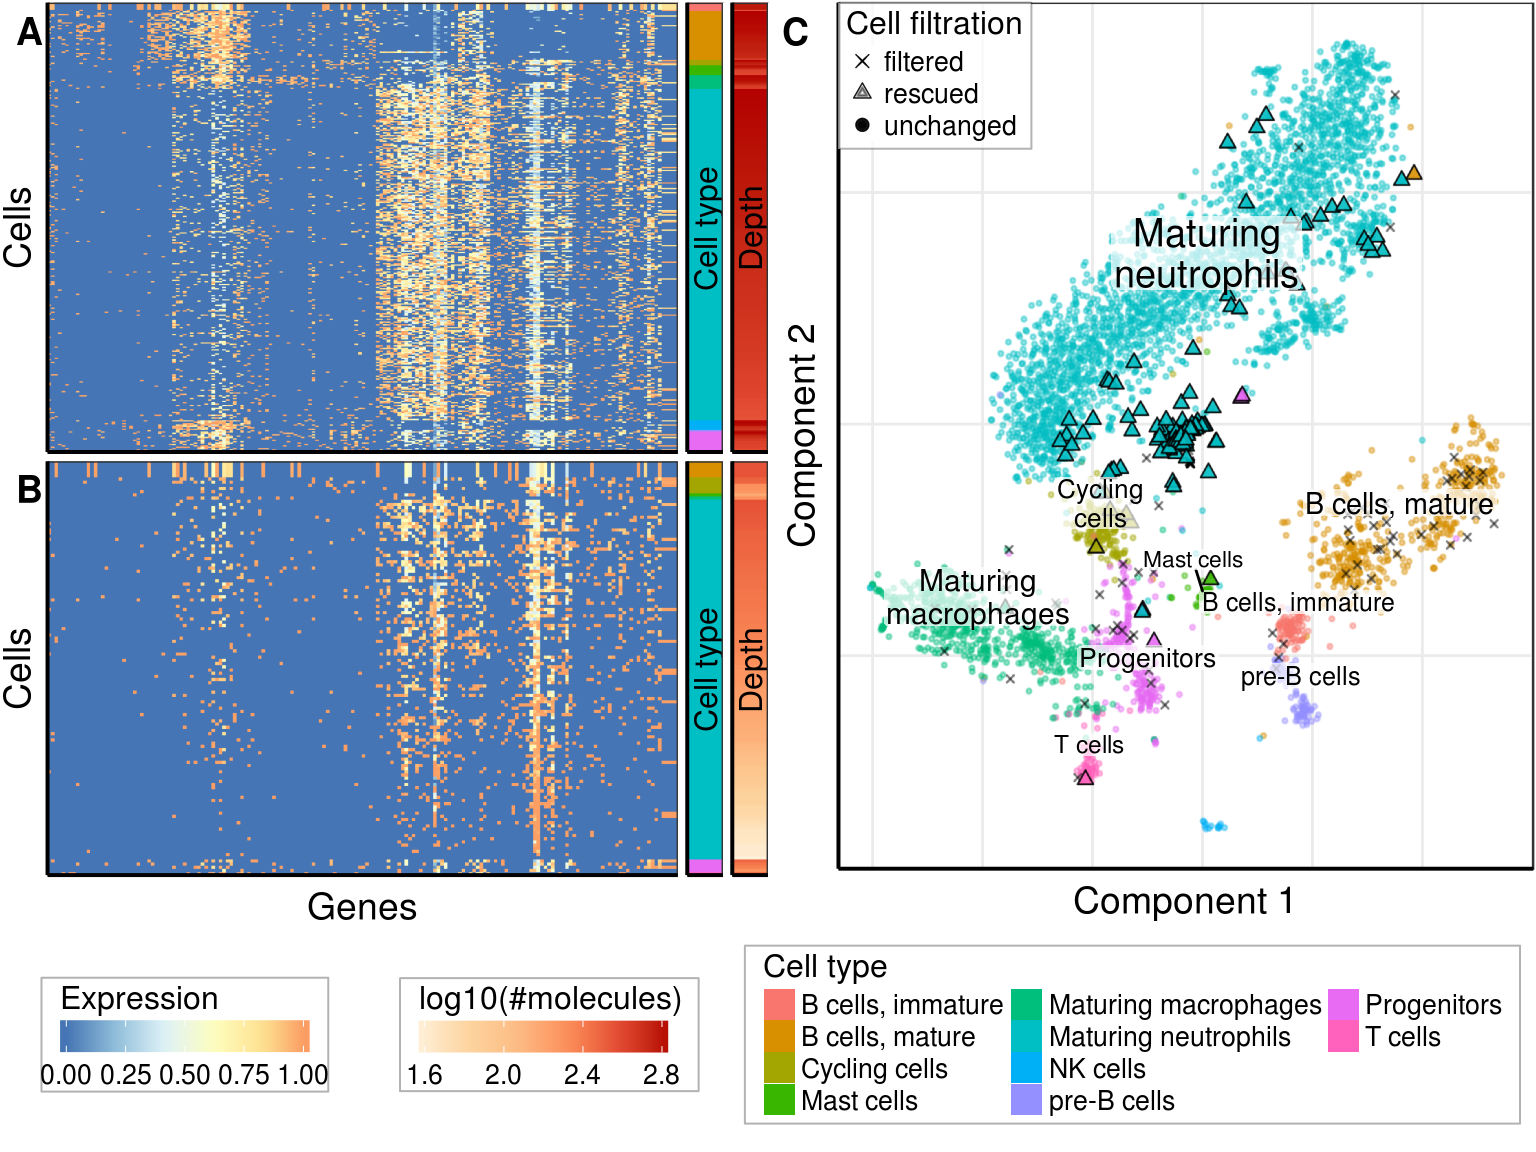 A
Cells
Cell type
Depth
B
Cells
Cell type
Depth
Genes
Expression
0.00 0.25 0.50 0.75 1.00
log10(#molecules)
1.6 2.0 2.4 2.8
C
Cell filtration
filtered
rescued
unchanged
Component 2
Maturing
neutrophils
Cycling
cells
B cells, mature
Mast cells
Maturing
macrophages
B cells, immature
Progenitors
pre-B cells
T cells
Component 1
Cell type
B cells, immature
B cells, mature
Cycling cells
Mast cells
Maturing macrophages
Maturing neutrophils
NK cells
pre-B cells
Progenitors
T cells